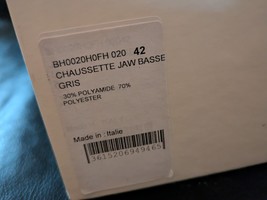 BH0020H0FH 020 42
CHAUSSETTE JAW BASSE
GRIS
30% POLYAMIDE 70%
POLYESTER
Made in : Italie
3615206949465